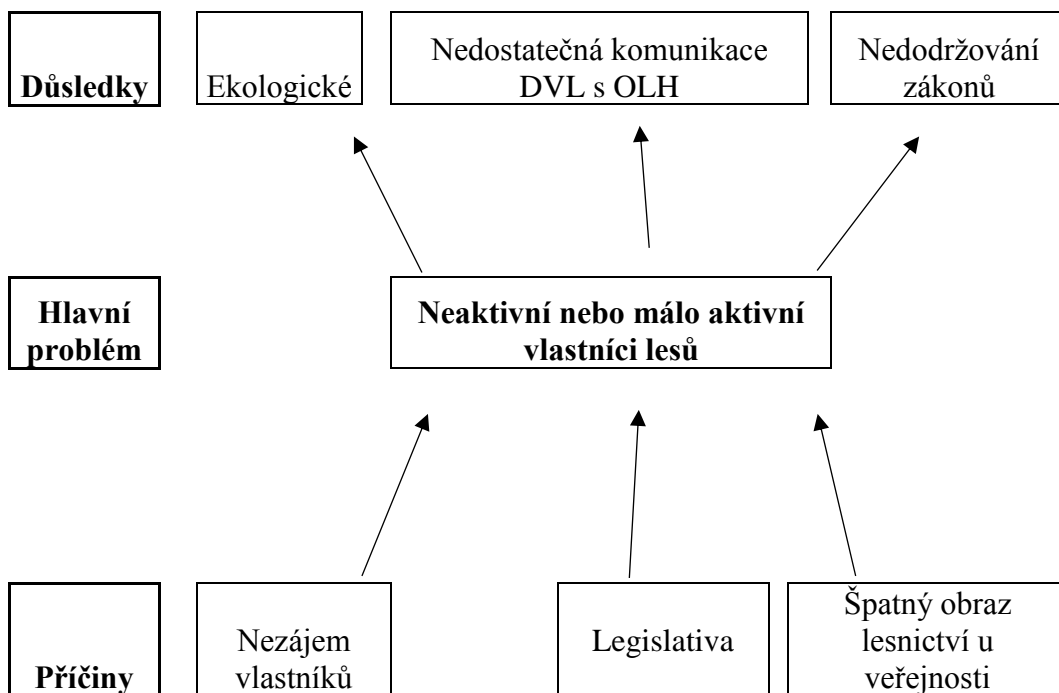 Důsledky
Ekologické
Nedostatečná komunikace
DVL s OLH
Nedodržování
zákonů
Hlavní
problém
Neaktivní nebo málo aktivní
vlastníci lesů
Příčiny
Nezájem
vlastníků
Legislativa
Špatný obraz
lesnictví u
veřejnosti